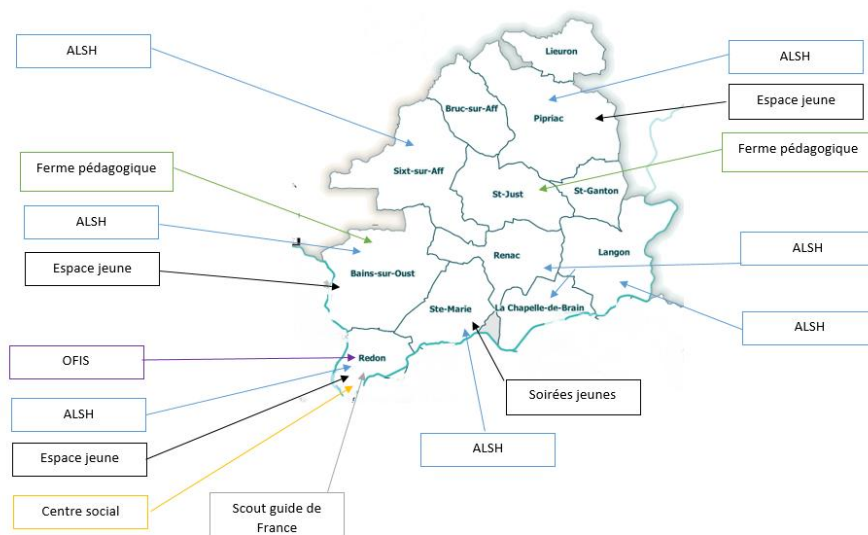 ALSH
Lieuron
ALSH
Bruc-sur-Aff
Pipriac
Espace jeune
Ferme pédagogique
Sixt-sur-Aff
Ferme pédagogique
St-Just
St-Ganton
ALSH
Renac
Langon
ALSH
Espace jeune
Bains-sur-Oust
Ste-Marie
La Chapelle-de-Brain
ALSH
OFIS
Redon
ALSH
Soirées jeunes
Espace jeune
ALSH
Centre social
Scout guide de
France